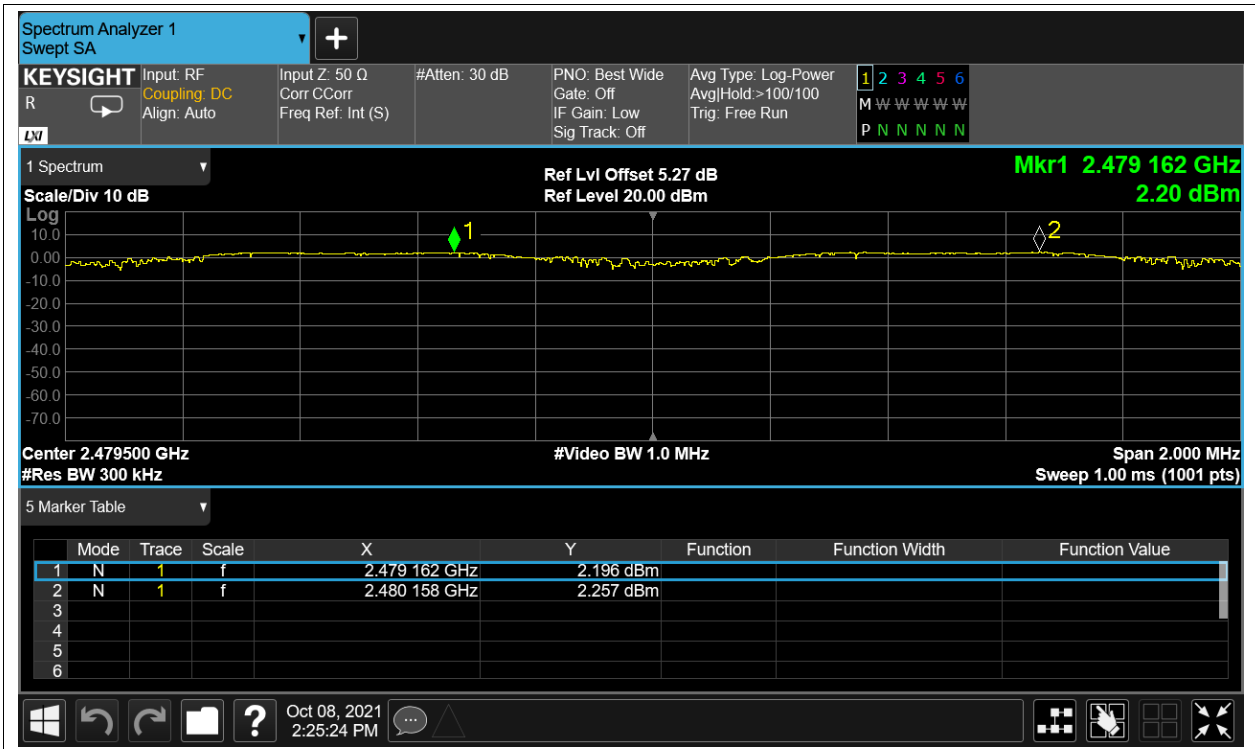 Spectrum Analyzer 1
Swept SA
KEYSIGHT Input: RF Input Z: 50 Ω #Atten: 30 dB PNO: Best Wide Avg Type: Log-Power 1 2 3 4 5 6
R Coupling: DC Corr CCorr Gate: Off Avg|Hold:>100/100 M W W W W W
Align: Auto Freq Ref: Int (S) IF Gain: Low Trig: Free Run
LXI Sig Track: Off P N N N N N
1 Spectrum Ref Lvl Offset 5.27 dB Mkr1 2.479 162 GHz
Scale/Div 10 dB Ref Level 20.00 dBm 2.20 dBm
Log
10.0 1 2
0.00
-10.0
-20.0
-30.0
-40.0
-50.0
-60.0
-70.0
Center 2.479500 GHz #Video BW 1.0 MHz Span 2.000 MHz
#Res BW 300 kHz Sweep 1.00 ms (1001 pts)
5 Marker Table
Mode Trace Scale X Y Function Function Width Function Value
1 N 1 f 2.479 162 GHz 2.196 dBm
2 N 1 f 2.480 158 GHz 2.257 dBm
3
4
5
6
? Oct 08, 2021
2:25:24 PM